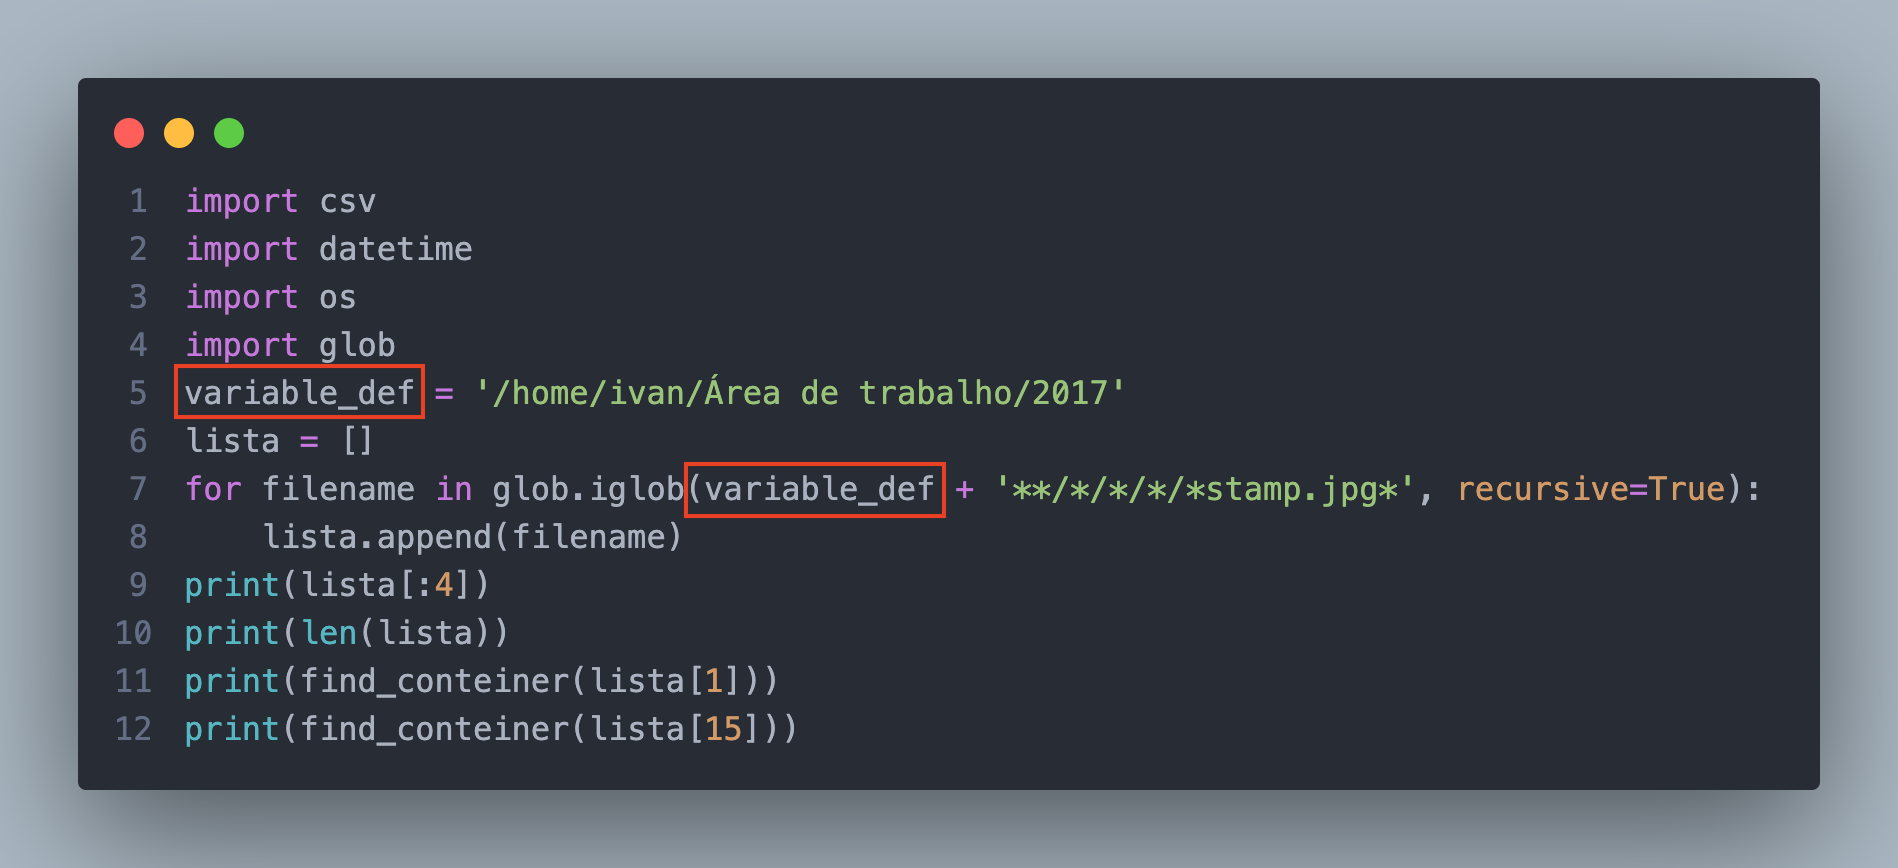 1 import csv
2 import datetime
3 import os
4 import glob
5 variable_def = '/home/ivan/Área de trabalho/2017'
6 lista = []
7 for filename in glob.iglob(variable_def + '**/*/*/*/*stamp.jpg*', recursive=True):
8     lista.append(filename)
9 print(lista[:4])
10 print(len(lista))
11 print(find_conteiner(lista[1]))
12 print(find_conteiner(lista[15]))